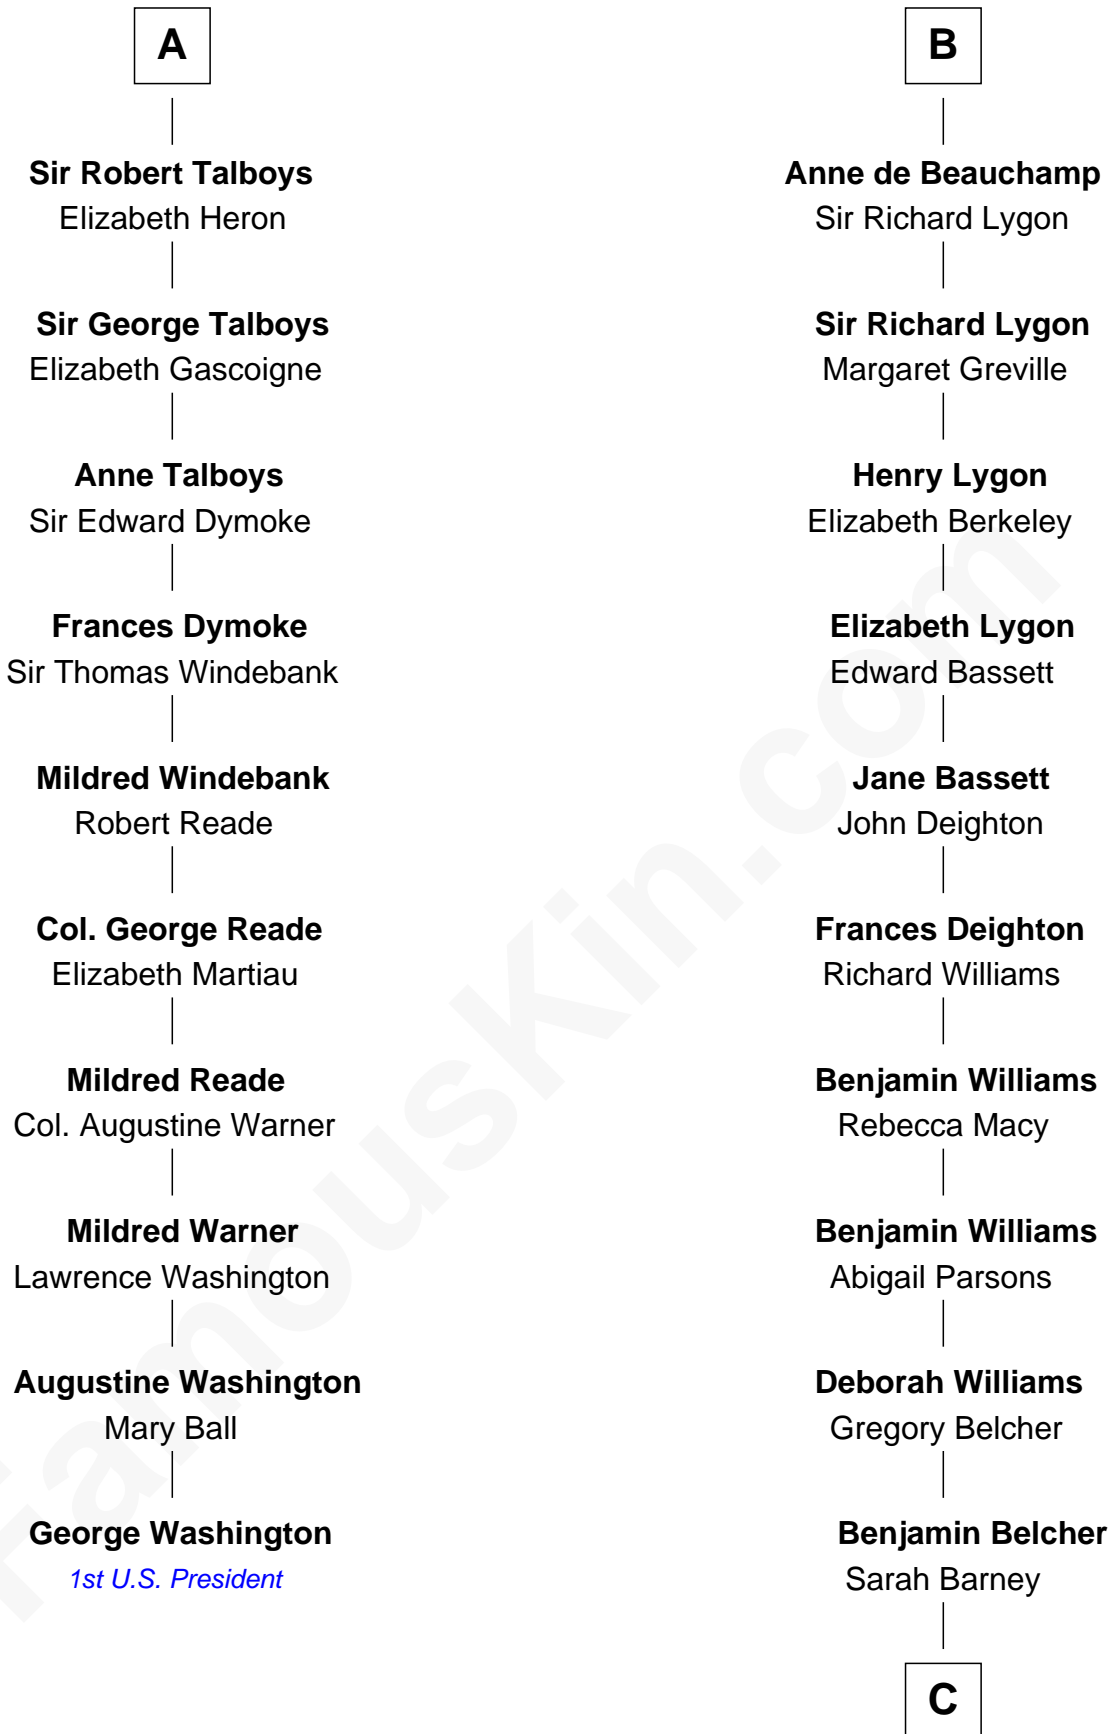 A
Sir Robert Talboys
Elizabeth Heron
Sir George Talboys
Elizabeth Gascoigne
Anne Talboys
Sir Edward Dymoke
Frances Dymoke
Sir Thomas Windebank
Mildred Windebank
Robert Reade
Col. George Reade
Elizabeth Martiau
Mildred Reade
Col. Augustine Warner
Mildred Warner
Lawrence Washington
Augustine Washington
Mary Ball
George Washington
1st U.S. President
B
Anne de Beauchamp
Sir Richard Lygon
Sir Richard Lygon
Margaret Greville
Henry Lygon
Elizabeth Berkeley
Elizabeth Lygon
Edward Bassett
Jane Bassett
John Deighton
Frances Deighton
Richard Williams
Benjamin Williams
Rebecca Macy
Benjamin Williams
Abigail Parsons
Deborah Williams
Gregory Belcher
Benjamin Belcher
Sarah Barney
C
FamousKin.com